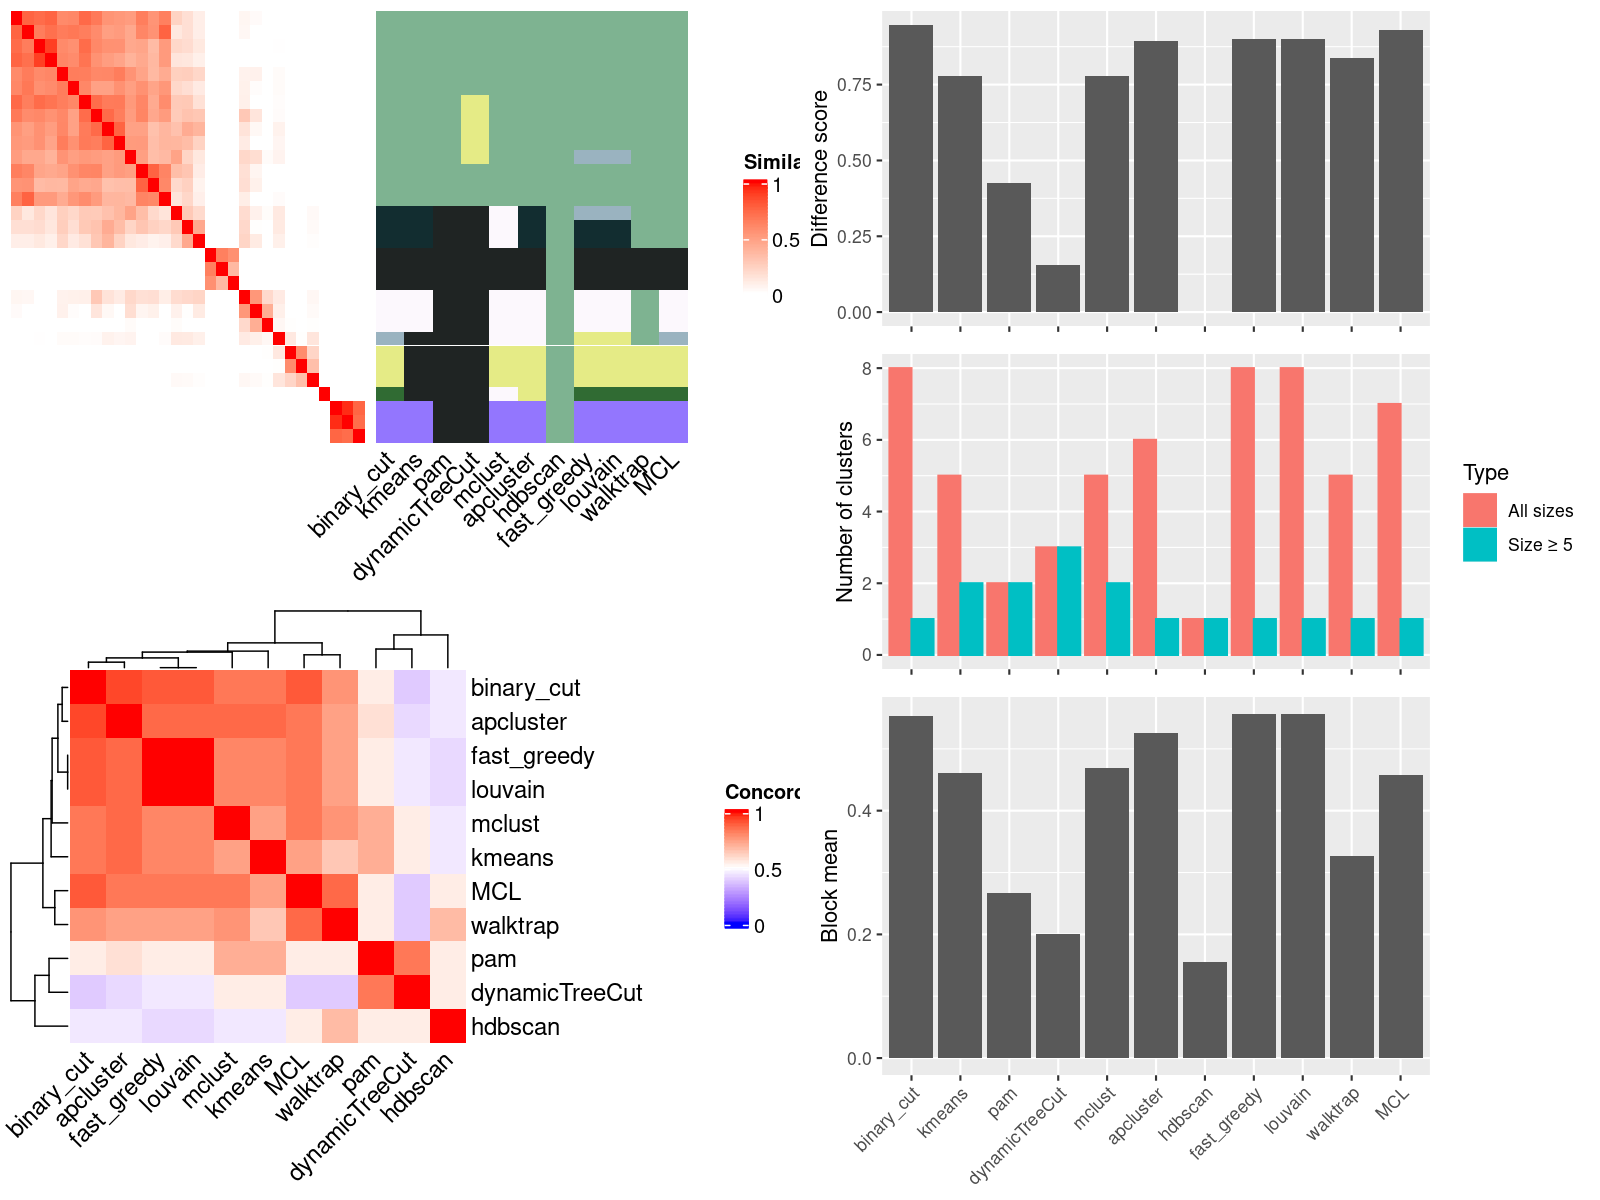 Simila
1
0.5
0
binary_cut
kmeans
pam
dynamicTreeCut
mclust
apcluster
hdbscan
fast_greedy
louvain
walktrap
MCL
binary_cut
apcluster
fast_greedy
louvain
mclust
kmeans
MCL
walktrap
pam
dynamicTreeCut
hdbscan
binary_cut
apcluster
fast_greedy
louvain
mclust
kmeans
MCL
walktrap
pam
dynamicTreeCut
hdbscan
Concord
1
0.5
0
Difference score
0.75
0.50
0.25
0.00
Number of clusters
8
6
4
2
0
Type
All sizes
Size ≥ 5
Block mean
0.4
0.2
0.0
binary_cut
kmeans
pam
dynamicTreeCut
mclust
apcluster
hdbscan
fast_greedy
louvain
walktrap
MCL